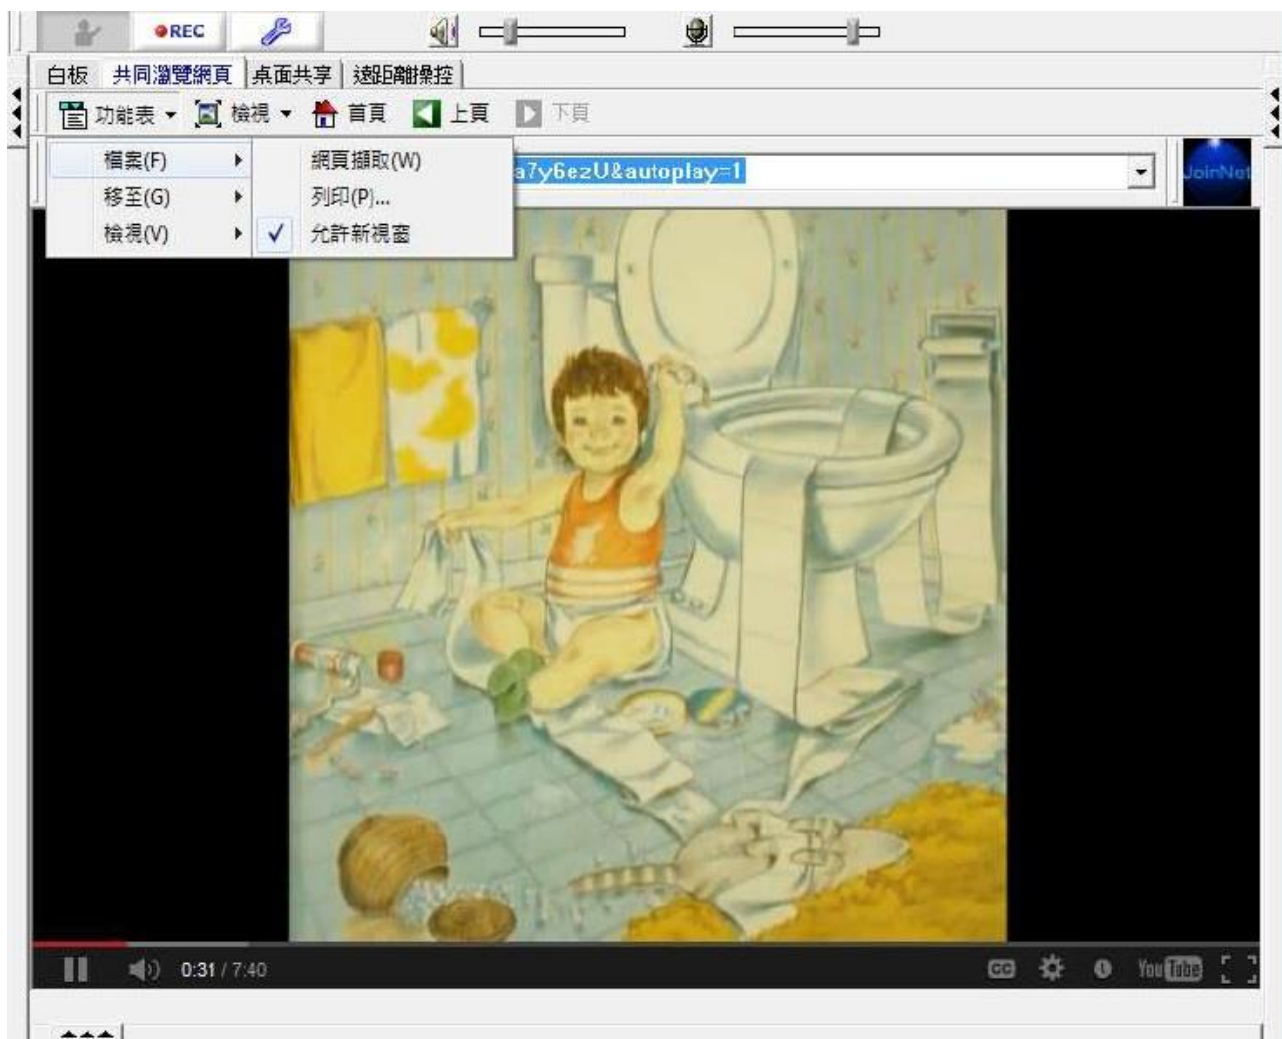 REC
白板 共同瀏覽網頁 桌面共享 遠距離操控
功能表 檢視 首頁 上頁 下頁
檔案(F) 網頁擷取(W)
a7y6ezU&autoplay=1
JoinNet
移至(G) 列印(P)...
檢視(V) 允許新視窗
0:31 / 7:40
CC
YouTube